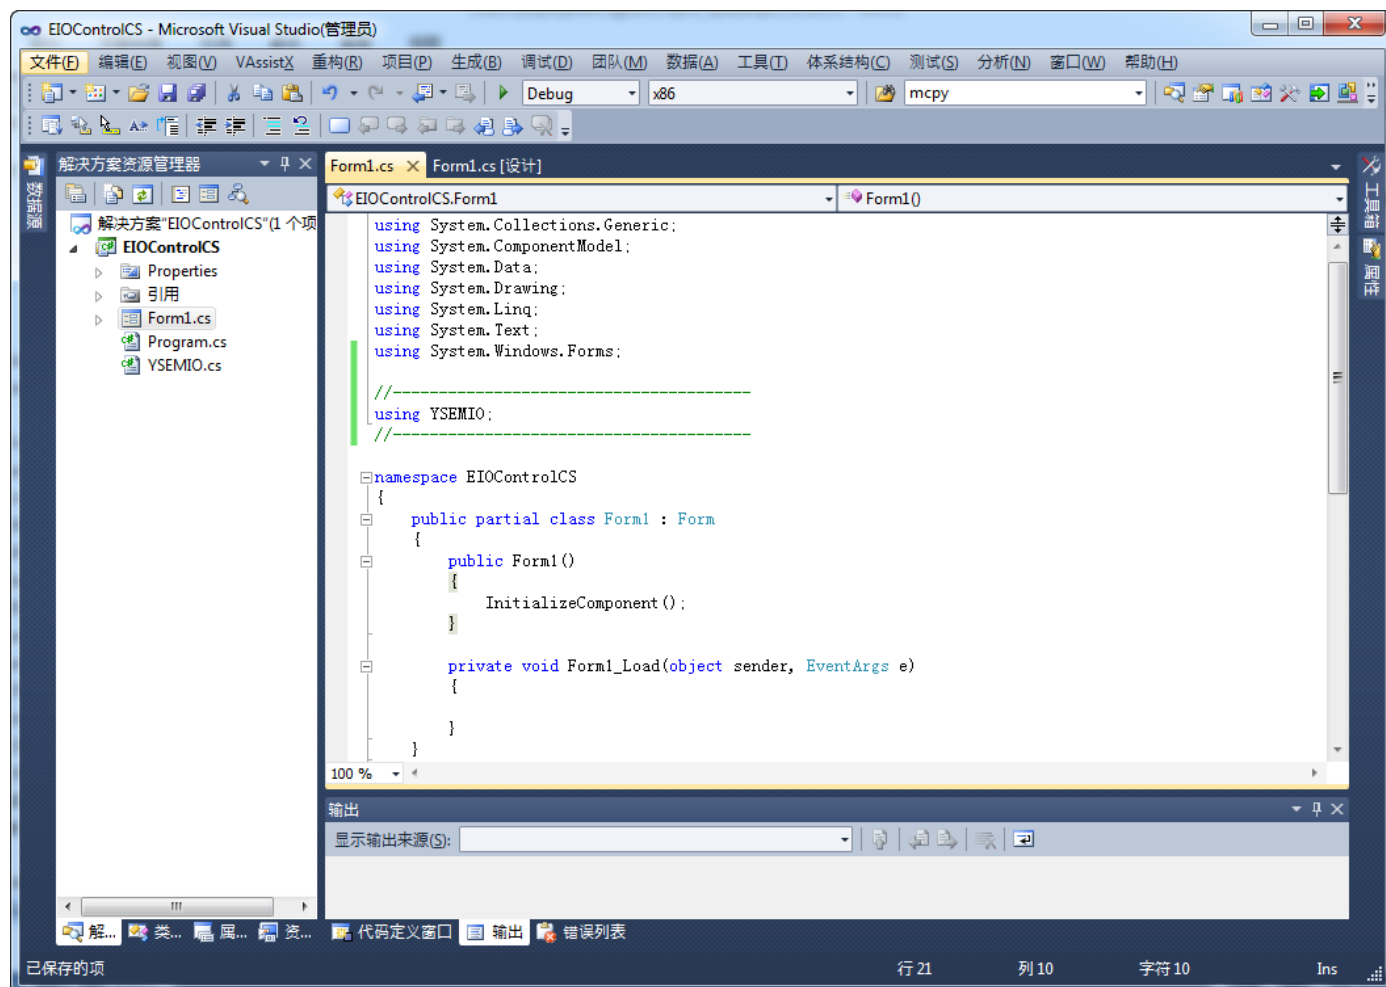 EIOControlCS - Microsoft Visual Studio(管理员)
文件(F) 编辑(E) 视图(V) VAssistX 重构(R) 项目(P) 生成(B) 调试(D) 团队(M) 数据(A) 工具(T) 体系结构(C) 测试(S) 分析(N) 窗口(W) 帮助(H)
Debug x86 mcpy
解决方案资源管理器
Form1.cs Form1.cs [设计]
数据源
工具箱
属性
EIOControlCS.Form1 Form1()
解决方案"EIOControlCS"(1 个项
EIOControlCS
Properties
引用
Form1.cs
Program.cs
YSEMIO.cs
using System.Collections.Generic;
using System.ComponentModel;
using System.Data;
using System.Drawing;
using System.Linq;
using System.Text;
using System.Windows.Forms;
//---------------------------------------
using YSEMIO;
//---------------------------------------
namespace EIOControlCS
{
public partial class Form1 : Form
{
public Form1()
{
InitializeComponent();
}
private void Form1_Load(object sender, EventArgs e)
{
}
}
100 %
输出
显示输出来源(S):
解... 类... 属... 资... 代码定义窗口 输出 错误列表
已保存的项 行 21 列 10 字符 10 Ins